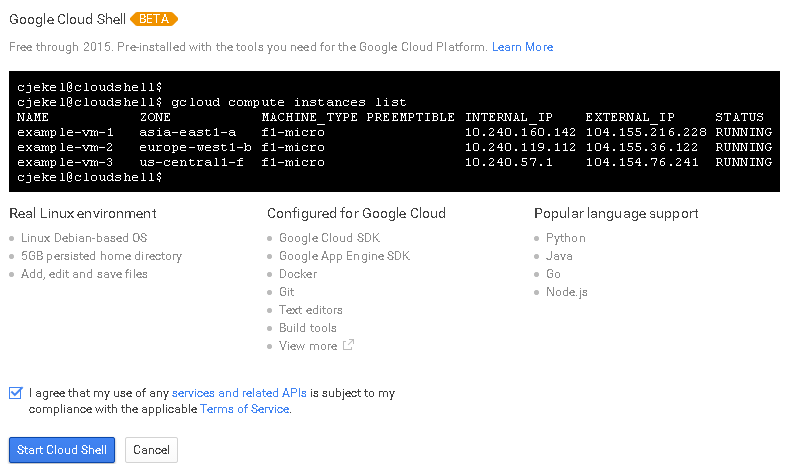 Google Cloud Shell BETA
Free through 2015. Pre-installed with the tools you need for the Google Cloud Platform. Learn More
cjekel@cloudshell$
cjekel@cloudshell$ gcloud compute instances list
NAME ZONE MACHINE_TYPE PREEMPTIBLE INTERNAL_IP EXTERNAL_IP STATUS
example-vm-1 asia-east1-a f1-micro 10.240.160.142 104.155.216.228 RUNNING
example-vm-2 europe-west1-b f1-micro 10.240.119.112 104.155.36.122 RUNNING
example-vm-3 us-central1-f f1-micro 10.240.57.1 104.154.76.241 RUNNING
cjekel@cloudshell$
Real Linux environment
Linux Debian-based OS
5GB persisted home directory
Add, edit and save files
Configured for Google Cloud
Google Cloud SDK
Google App Engine SDK
Docker
Git
Text editors
Build tools
View more
Popular language support
Python
Java
Go
Node.js
I agree that my use of any services and related APIs is subject to my
compliance with the applicable Terms of Service.
Start Cloud Shell
Cancel